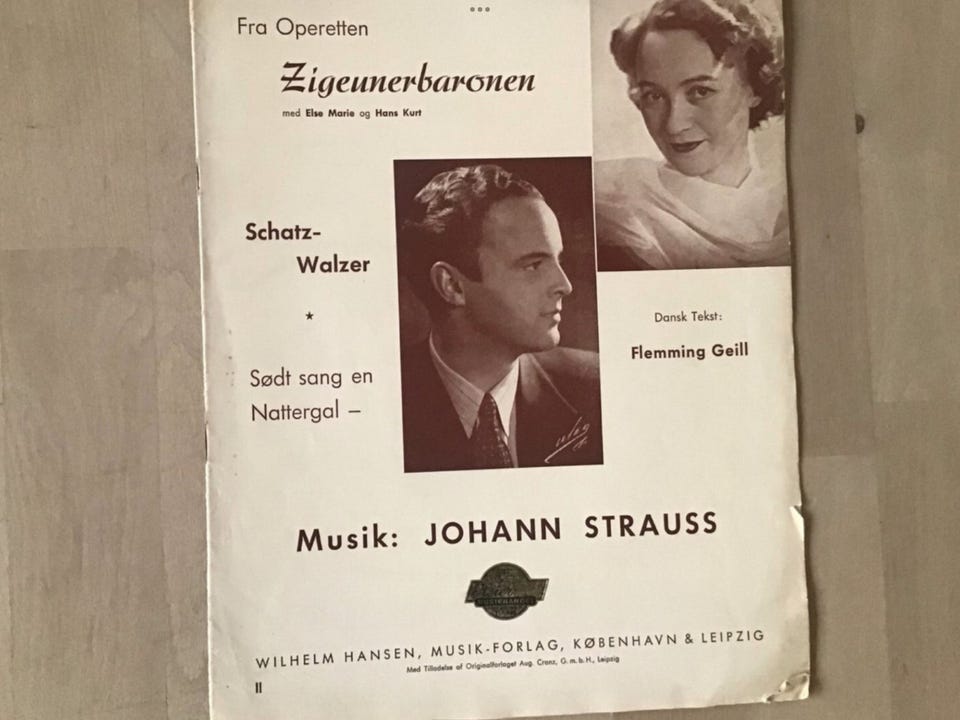 Fra Operetten
Zigeunerbaronen
med Else Marie og Hans Kurt
Schatz-
Walzer
*
Sødt sang en
Nattergal –
Dansk Tekst:
Flemming Geill
Musik: JOHANN STRAUSS
MUSIKHANDEL
WILHELM HANSEN, MUSIK-FORLAG, KØBENHAVN & LEIPZIG
Med Tilladelse af Originalforlaget Aug. Cranz, G.m.b.H., Leipzig
II